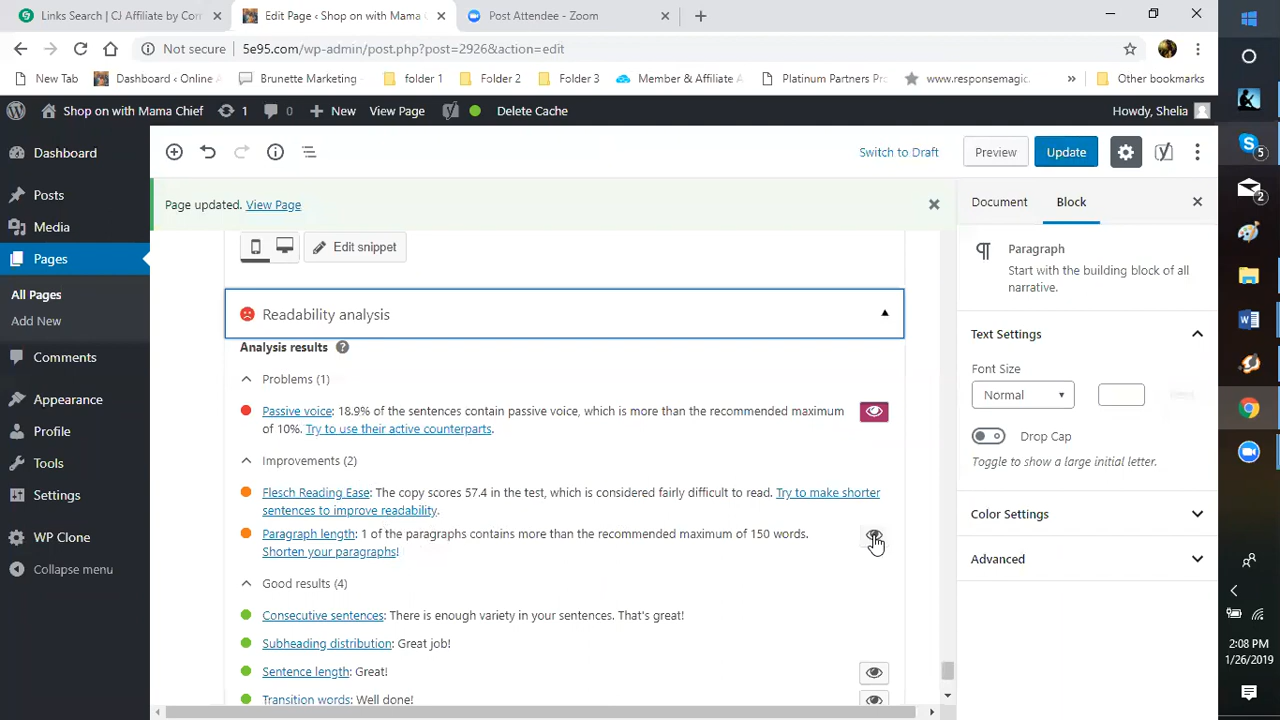 Links Search | CJ Affiliate by Com
Edit Page ‹ Shop on with Mama C
Post Attendee - Zoom
Not secure
5e95.com/wp-admin/post.php?post=2926&action=edit
New Tab
Dashboard ‹ Online A
Brunette Marketing -
folder 1
Folder 2
Folder 3
Member & Affiliate A
Platinum Partners Pr
www.responsemagic.
»
Other bookmarks
Shop on with Mama Chief
1
0
New
View Page
Delete Cache
Howdy, Shelia
Dashboard
Posts
Media
Pages
All Pages
Add New
Comments
Appearance
Profile
Tools
Settings
WP Clone
Collapse menu
Switch to Draft
Preview
Update
Page updated. View Page
Edit snippet
Readability analysis
Analysis results
Problems (1)
Passive voice: 18.9% of the sentences contain passive voice, which is more than the recommended maximum
of 10%. Try to use their active counterparts.
Improvements (2)
Flesch Reading Ease: The copy scores 57.4 in the test, which is considered fairly difficult to read. Try to make shorter
sentences to improve readability.
Paragraph length: 1 of the paragraphs contains more than the recommended maximum of 150 words.
Shorten your paragraphs!
Good results (4)
Consecutive sentences: There is enough variety in your sentences. That's great!
Subheading distribution: Great job!
Sentence length: Great!
Transition words: Well done!
Document
Block
Paragraph
Start with the building block of all
narrative.
Text Settings
Font Size
Normal
Drop Cap
Toggle to show a large initial letter.
Color Settings
Advanced
5
2
2:08 PM
1/26/2019